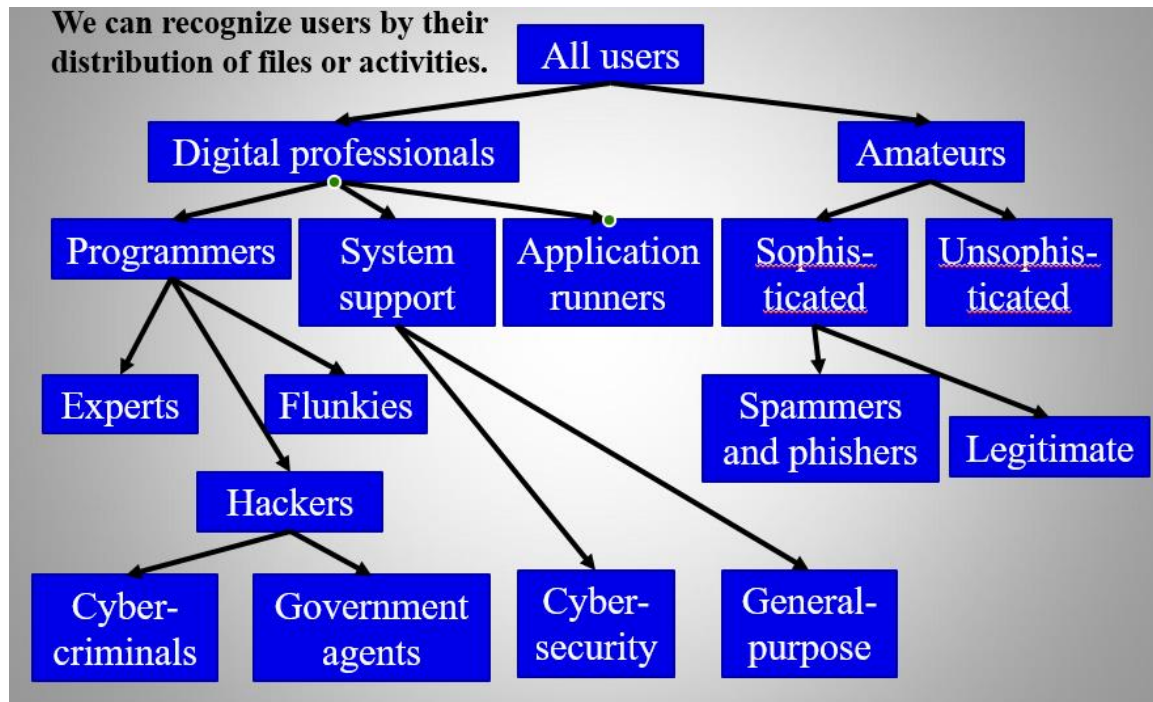 We can recognize users by their
distribution of files or activities.
All users
Digital professionals
Amateurs
Programmers
System
support
Application
runners
Sophis-
ticated
Unsophis-
ticated
Experts
Flunkies
Spammers
and phishers
Legitimate
Hackers
Cyber-
criminals
Government
agents
Cyber-
security
General-
purpose